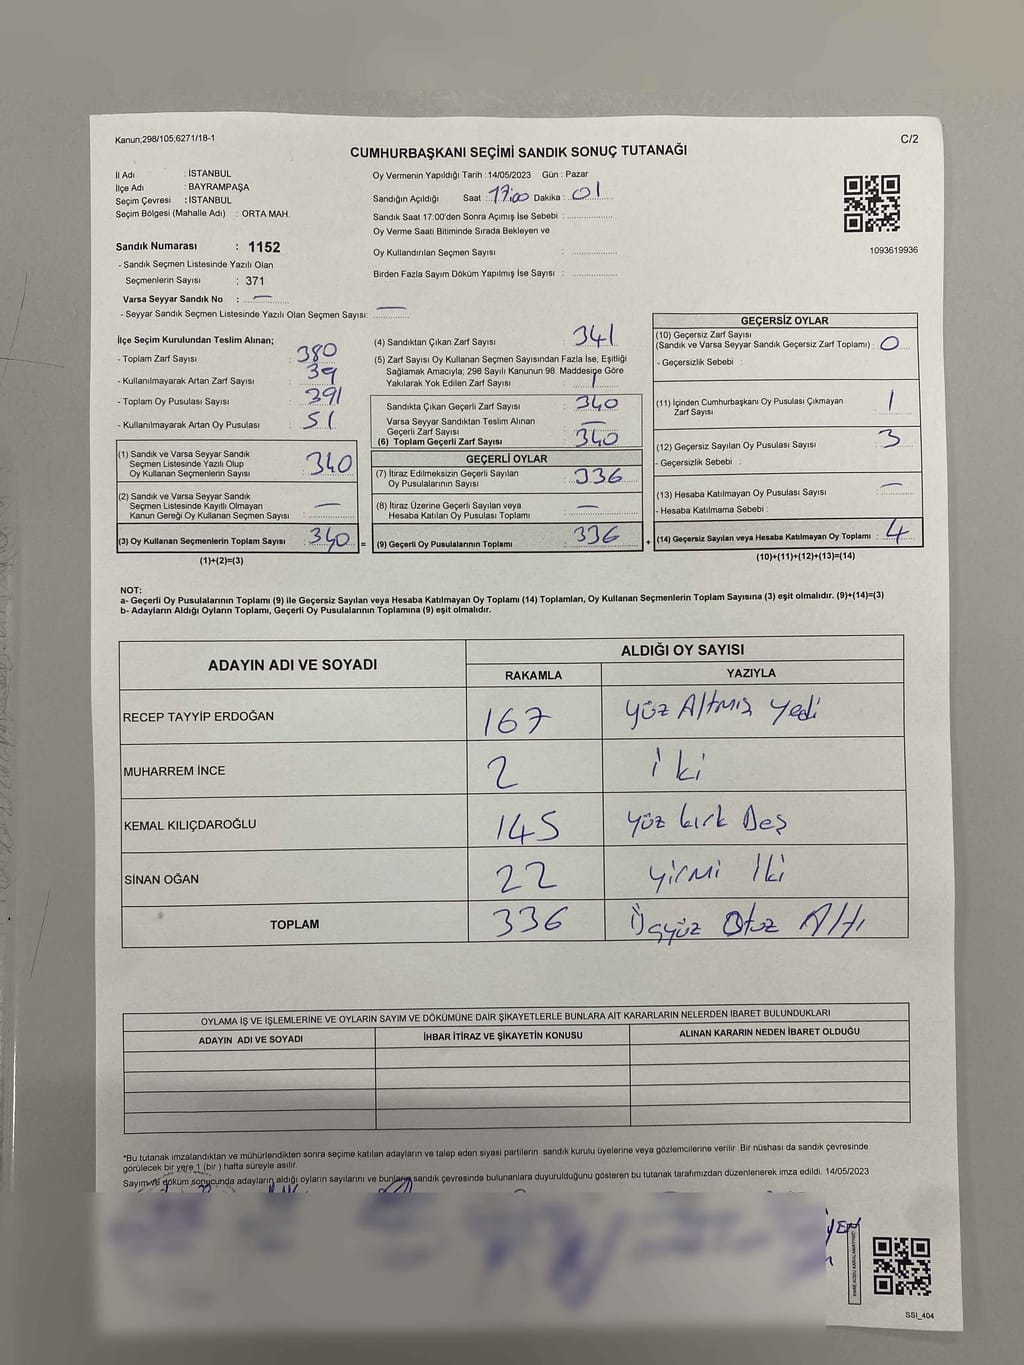 Kanun;298/105,6271/18-1
C/2
CUMHURBAŞKANI SEÇİMİ SANDIK SONUÇ TUTANAĞI
İl Adı : İSTANBUL
İlçe Adı : BAYRAMPAŞA
Seçim Çevresi : İSTANBUL
Seçim Bölgesi (Mahalle Adı) : ORTA MAH.
Sandık Numarası : 1152
- Sandık Seçmen Listesinde Yazılı Olan
Seçmenlerin Sayısı : 371
Varsa Seyyar Sandık No : —
- Seyyar Sandık Seçmen Listesinde Yazılı Olan Seçmen Sayısı: —
Oy Vermenin Yapıldığı Tarih : 14/05/2023 Gün : Pazar
Sandığın Açıldığı Saat : 17:00 Dakika : 01
Sandık Saat 17:00'den Sonra Açımış İse Sebebi :
Oy Verme Saati Bitiminde Sırada Bekleyen ve
Oy Kullandırılan Seçmen Sayısı :
Birden Fazla Sayım Döküm Yapılmış İse Sayısı :
1093619936
İlçe Seçim Kurulundan Teslim Alınan;
- Toplam Zarf Sayısı : 380
- Kullanılmayarak Artan Zarf Sayısı : 39
- Toplam Oy Pusulası Sayısı : 391
- Kullanılmayarak Artan Oy Pusulası : 51
(1) Sandık ve Varsa Seyyar Sandık
Seçmen Listesinde Yazılı Olup
Oy Kullanan Seçmenlerin Sayısı : 340
(2) Sandık ve Varsa Seyyar Sandık
Seçmen Listesinde Kayıtlı Olmayan
Kanun Gereği Oy Kullanan Seçmen Sayısı : —
(3) Oy Kullanan Seçmenlerin Toplam Sayısı : 340
(1)+(2)=(3)
(4) Sandıktan Çıkan Zarf Sayısı : 341
(5) Zarf Sayısı Oy Kullanan Seçmen Sayısından Fazla İse, Eşitliği
Sağlamak Amacıyla; 298 Sayılı Kanunun 98. Maddesine Göre
Yakılarak Yok Edilen Zarf Sayısı : 1
Sandıkta Çıkan Geçerli Zarf Sayısı : 340
Varsa Seyyar Sandıktan Teslim Alınan
Geçerli Zarf Sayısı : —
(6) Toplam Geçerli Zarf Sayısı : 340
GEÇERLİ OYLAR
(7) İtiraz Edilmeksizin Geçerli Sayılan
Oy Pusulalarının Sayısı : 336
(8) İtiraz Üzerine Geçerli Sayılan veya
Hesaba Katılan Oy Pusulası Toplamı : —
= (9) Geçerli Oy Pusulalarının Toplamı : 336
GEÇERSİZ OYLAR
(10) Geçersiz Zarf Sayısı
(Sandık ve Varsa Seyyar Sandık Geçersiz Zarf Toplamı) : 0
- Geçersizlik Sebebi :
(11) İçinden Cumhurbaşkanı Oy Pusulası Çıkmayan
Zarf Sayısı : 1
(12) Geçersiz Sayılan Oy Pusulası Sayısı : 3
- Geçersizlik Sebebi :
(13) Hesaba Katılmayan Oy Pusulası Sayısı : —
- Hesaba Katılmama Sebebi :
+ (14) Geçersiz Sayılan veya Hesaba Katılmayan Oy Toplamı : 4
(10)+(11)+(12)+(13)=(14)
NOT:
a- Geçerli Oy Pusulalarının Toplamı (9) ile Geçersiz Sayılan veya Hesaba Katılmayan Oy Toplamı (14) Toplamları, Oy Kullanan Seçmenlerin Toplam Sayısına (3) eşit olmalıdır. (9)+(14)=(3)
b- Adayların Aldığı Oyların Toplamı, Geçerli Oy Pusulalarının Toplamına (9) eşit olmalıdır.
ADAYIN ADI VE SOYADI
ALDIĞI OY SAYISI
RAKAMLA YAZIYLA
RECEP TAYYİP ERDOĞAN 167 Yüz Altmış Yedi
MUHARREM İNCE 2 iki
KEMAL KILIÇDAROĞLU 145 Yüz kırk Beş
SİNAN OĞAN 22 Yirmi İki
TOPLAM 336 Üçyüz Otuz Altı
OYLAMA İŞ VE İŞLEMLERİNE VE OYLARIN SAYIM VE DÖKÜMÜNE DAİR ŞİKAYETLERLE BUNLARA AİT KARARLARIN NELERDEN İBARET BULUNDUKLARI
ADAYIN ADI VE SOYADI İHBAR İTİRAZ VE ŞİKAYETİN KONUSU ALINAN KARARIN NEDEN İBARET OLDUĞU
*Bu tutanak imzalandıktan ve mühürlendikten sonra seçime katılan adayların ve talep eden siyasi partilerin sandık kurulu üyelerine veya gözlemcilerine verilir. Bir nüshası da sandık çevresinde
görülecek bir yere 1 (bir ) hafta süreyle asılır.
Sayım ve döküm sonucunda adayların aldığı oyların sayılarını ve bunların sandık çevresinde bulunanlara duyurulduğunu gösteren bu tutanak tarafımızdan düzenlenerek imza edildi. 14/05/2023
KARE KODU KARALAMAYINIZ
SSI_404